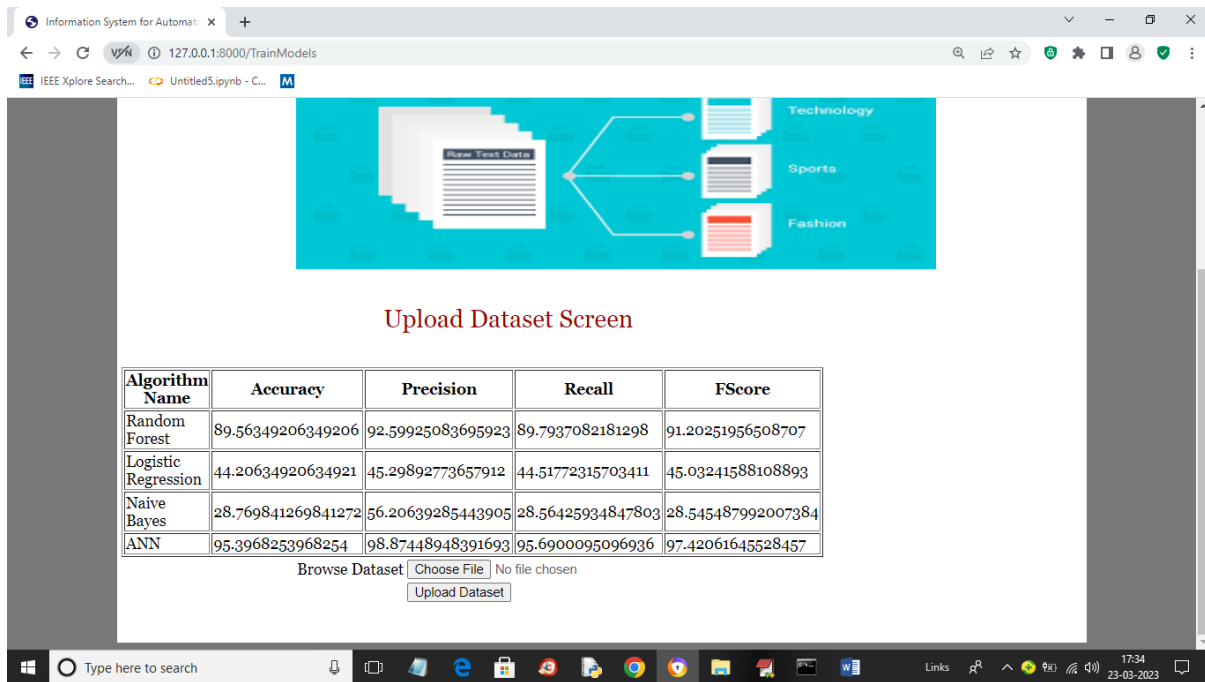 Information System for Automati
127.0.0.1:8000/TrainModels
IEEE IEEE Xplore Search... Untitled5.ipynb - C... M
Technology
Raw Text Data
Sports
Fashion
Upload Dataset Screen
Algorithm Name Accuracy Precision Recall FScore
Random Forest 89.56349206349206 92.59925083695923 89.7937082181298 91.20251956508707
Logistic Regression 44.20634920634921 45.29892773657912 44.51772315703411 45.03241588108893
Naive Bayes 28.769841269841272 56.20639285443905 28.56425934847803 28.545487992007384
ANN 95.3968253968254 98.87448948391693 95.6900095096936 97.42061645528457
Browse Dataset Choose File No file chosen
Upload Dataset
Type here to search
Links
17:34
23-03-2023